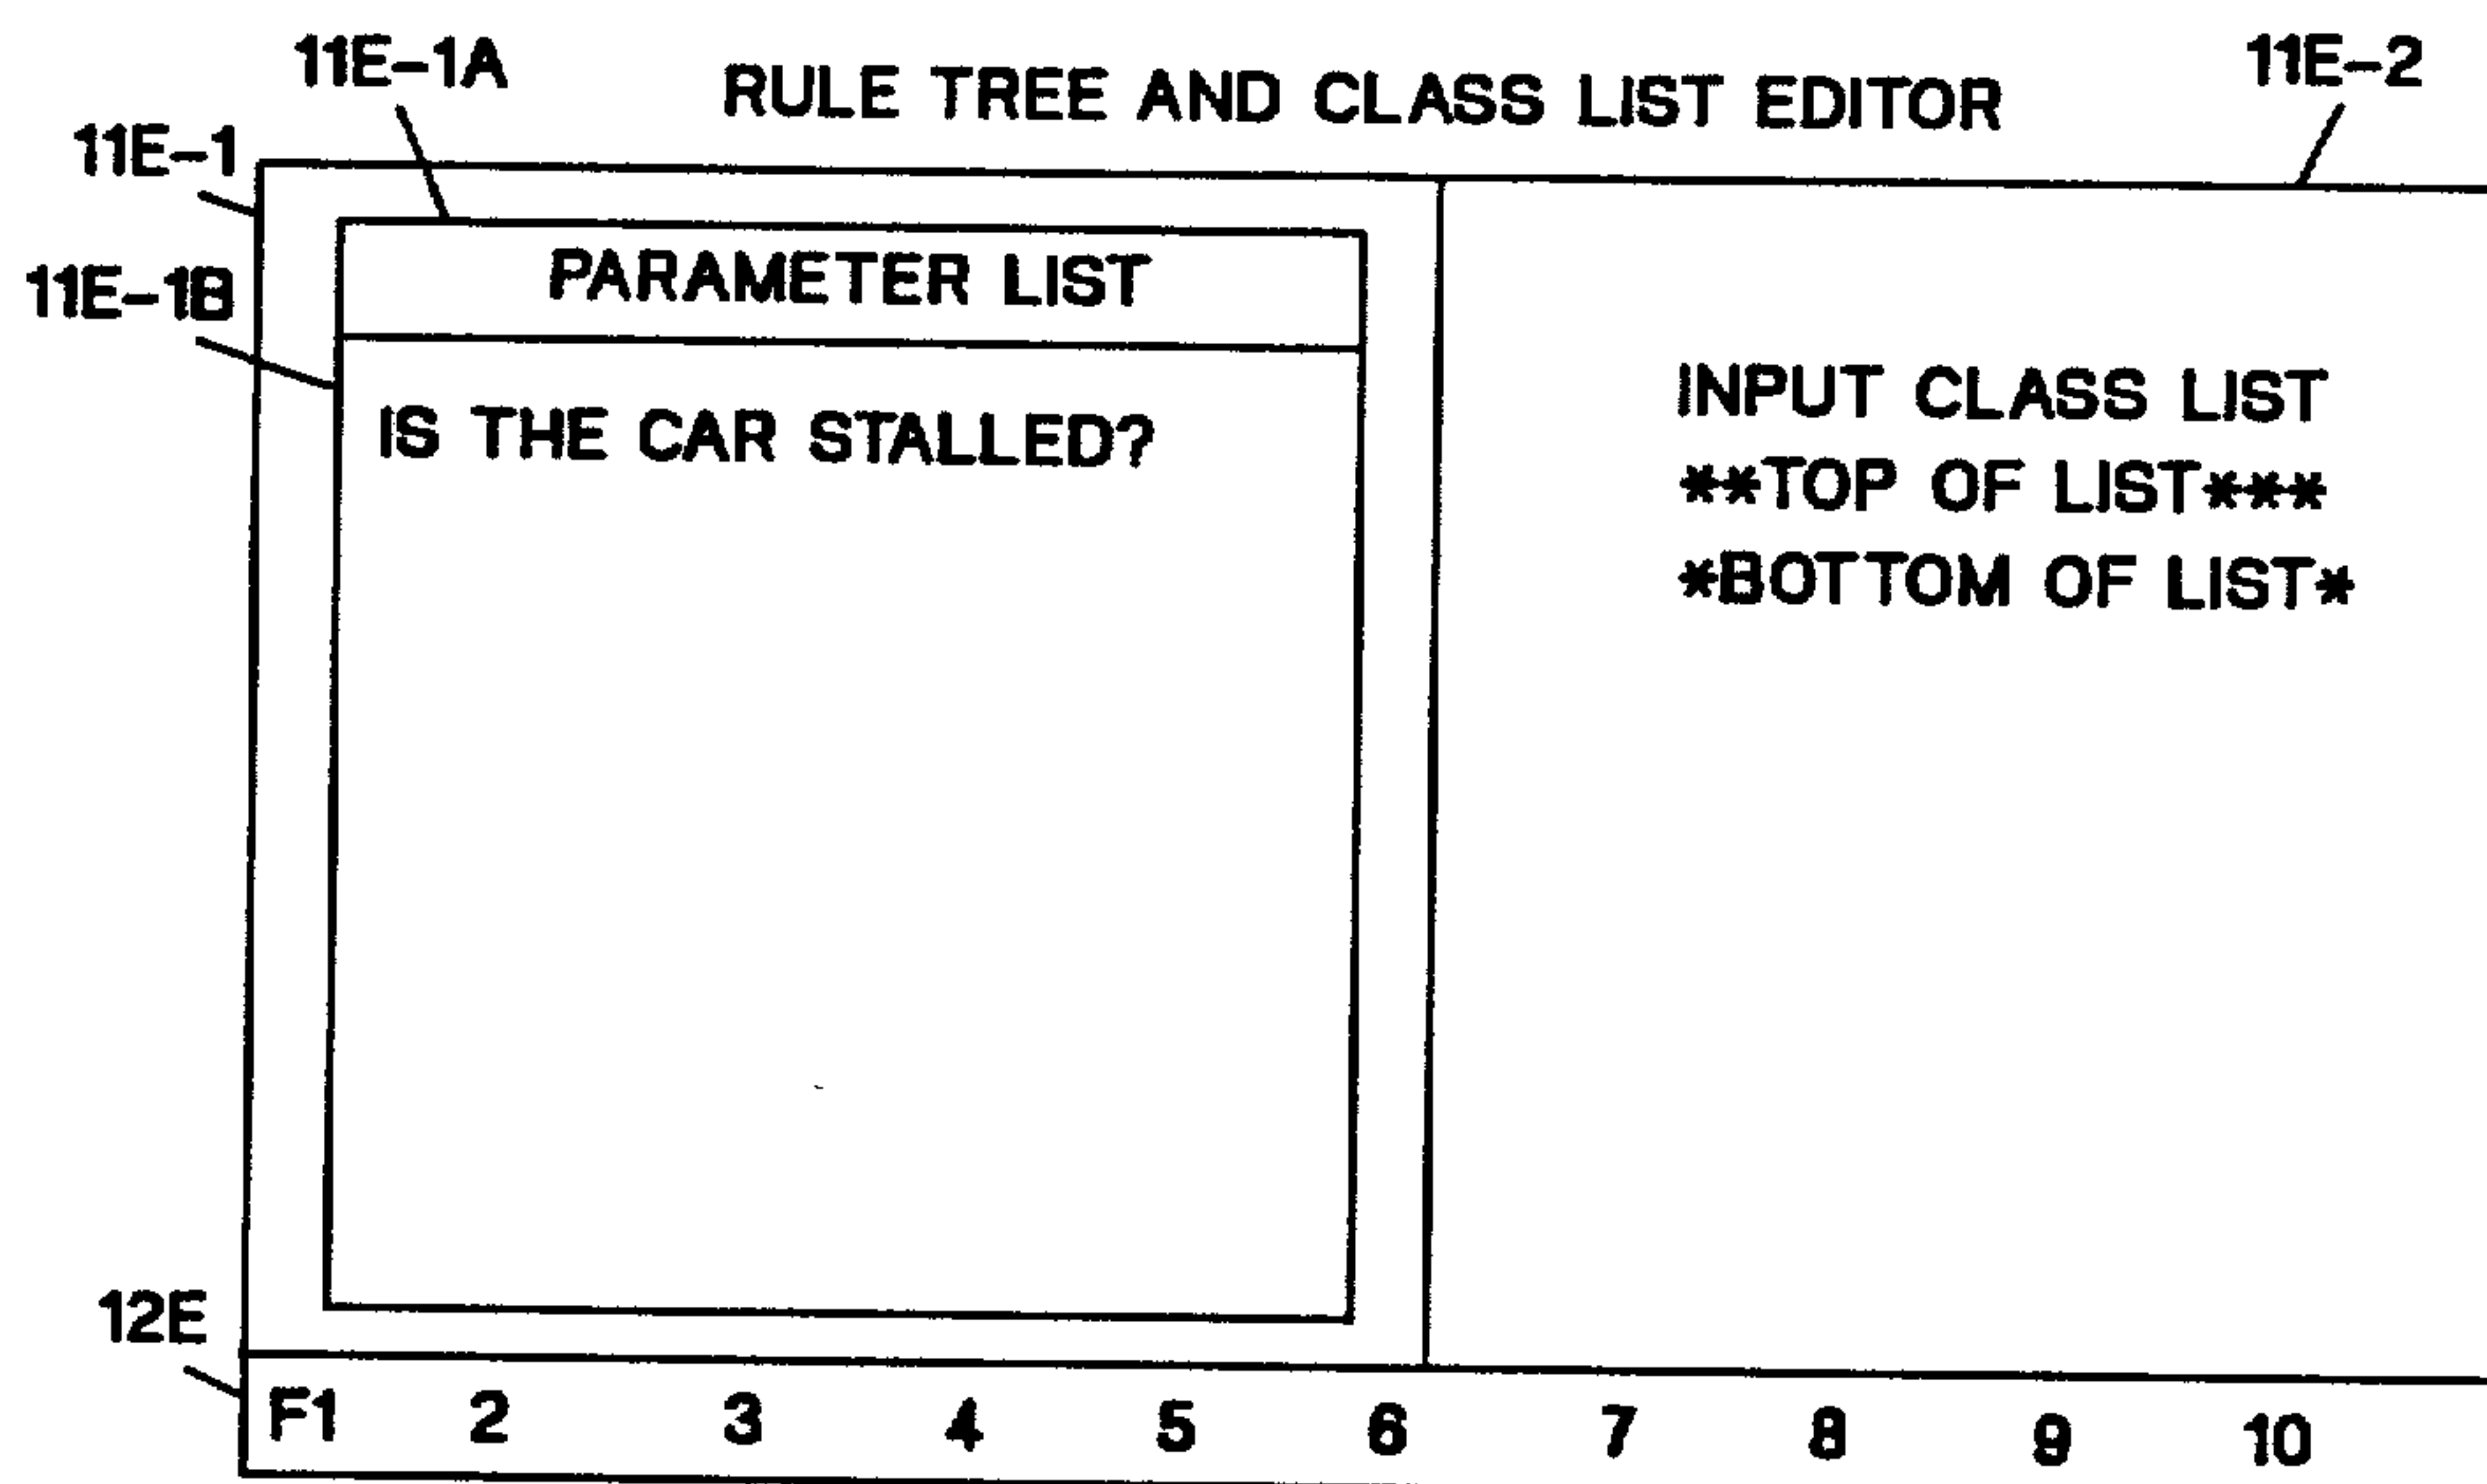 11E-1A
RULE TREE AND CLASS LIST EDITOR
11E-2
11E-1
PARAMETER LIST
11E-1B
IS THE CAR STALLED?
INPUT CLASS LIST
**TOP OF LIST***
*BOTTOM OF LIST*
12E
F1 2 3 4 5 6 7 8 9 10